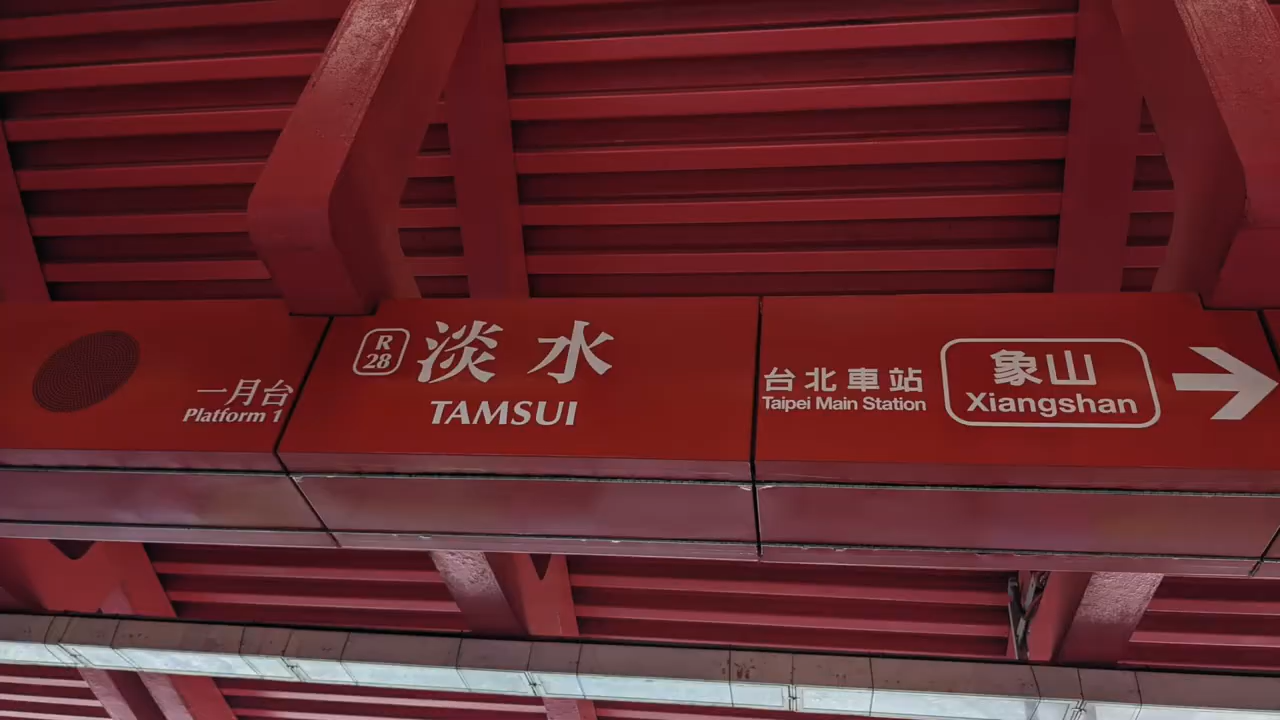 一月台
Platform 1
R
28
淡水
TAMSUI
台北車站
Taipei Main Station
象山
Xiangshan